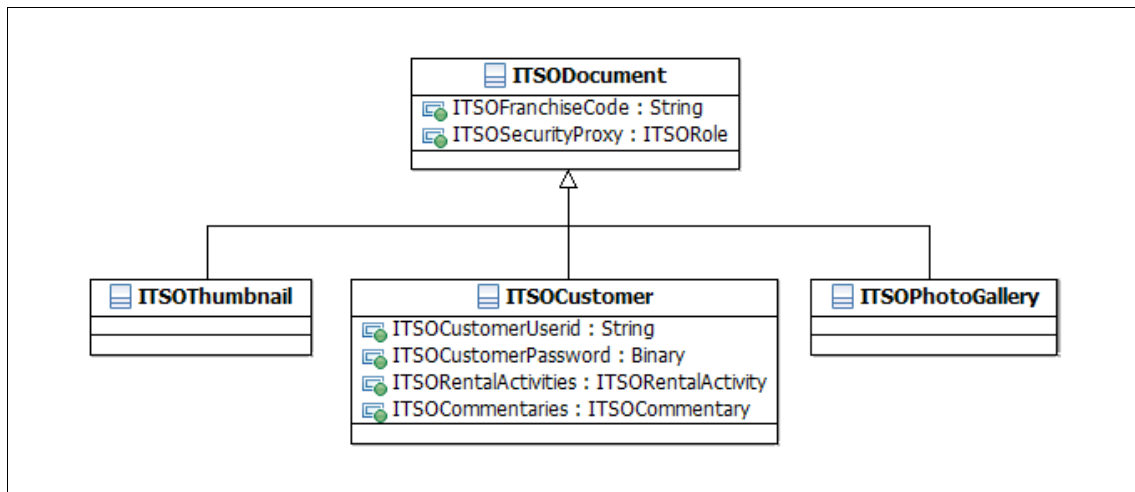 ITSODocument
ITSOFranchiseCode : String
ITSOSecurityProxy : ITSORole
ITSOThumbnail
ITSOCustomer
ITSOCustomerUserid : String
ITSOCustomerPassword : Binary
ITSORentalActivities : ITSORentalActivity
ITSOCommentaries : ITSOCommentary
ITSOPhotoGallery